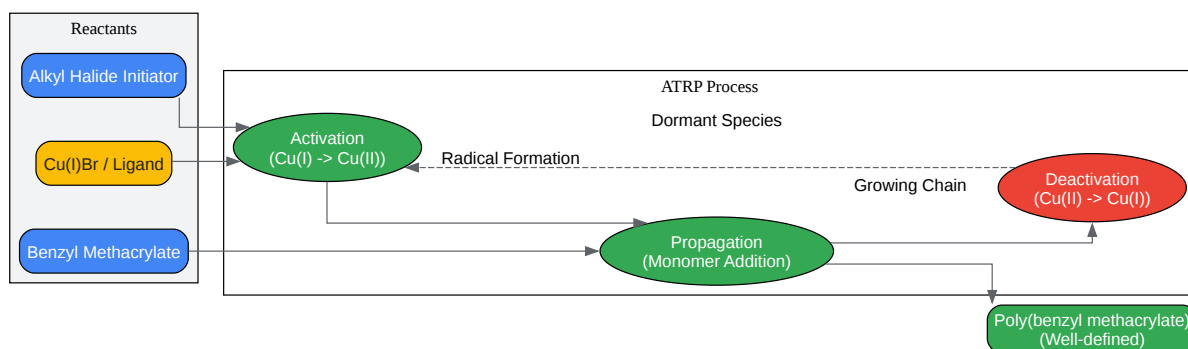 Reactants
Alkyl Halide Initiator
Cu(I)Br / Ligand
Benzyl Methacrylate
ATRP Process
Dormant Species
Activation
(Cu(I) -> Cu(II))
Radical Formation
Growing Chain
Deactivation
(Cu(II) -> Cu(I))
Propagation
(Monomer Addition)
Poly(benzyl methacrylate)
(Well-defined)